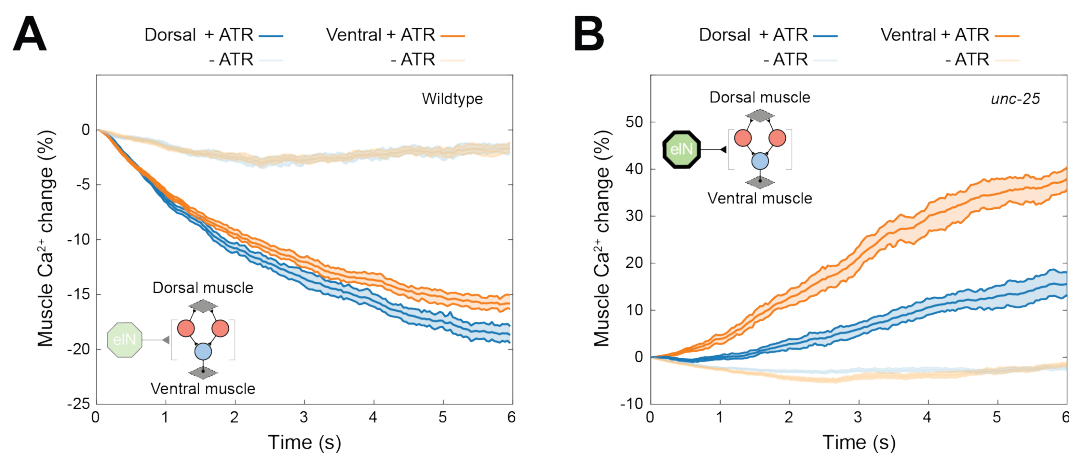 A
Dorsal + ATR
Ventral + ATR
- ATR
- ATR
Wildtype
0
-5
-10
-15
-20
-25
Muscle Ca²⁺ change (%)
Dorsal muscle
eIN
Ventral muscle
0 1 2 3 4 5 6
Time (s)
B
Dorsal + ATR
Ventral + ATR
- ATR
- ATR
unc-25
50
40
30
20
10
0
-10
Muscle Ca²⁺ change (%)
Dorsal muscle
eIN
Ventral muscle
0 1 2 3 4 5 6
Time (s)